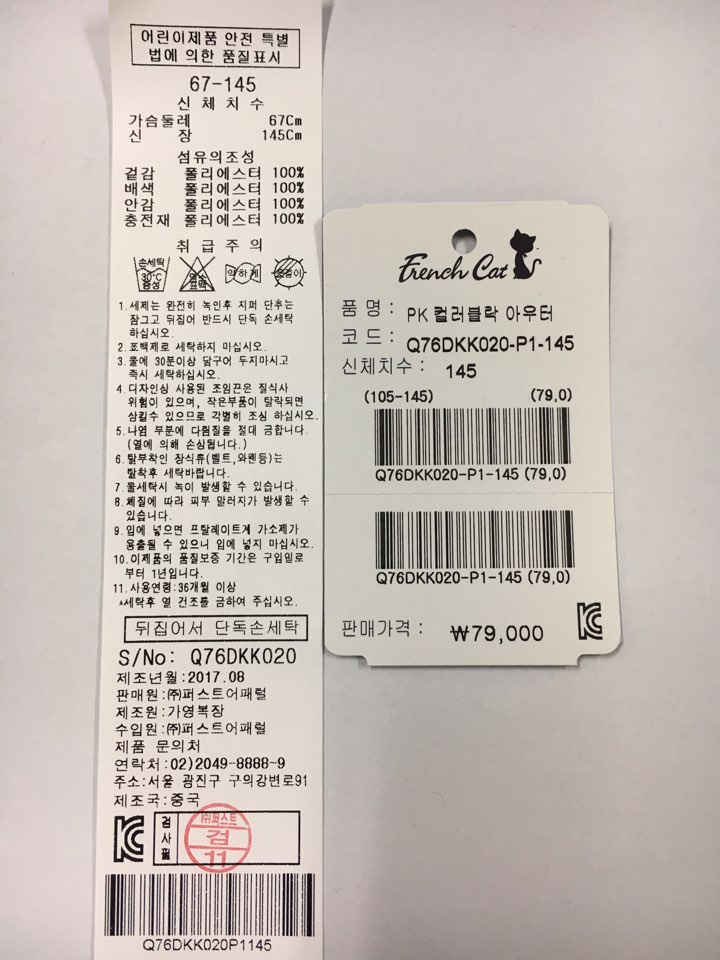 어린이제품 안전 특별
법에 의한 품질표시
67-145
신 체 치 수
가슴둘레 67Cm
신 장 145Cm
섬유의조성
겉감 폴리에스터 100%
배색 폴리에스터 100%
안감 폴리에스터 100%
충전재 폴리에스터 100%
취 급 주 의
손세탁
30℃
중성
염소
표백
약하게
옷걸이
1.세제는 완전히 녹인후 지퍼 단추는
잠그고 뒤집어 반드시 단독 손세탁
하십시오.
2.표백제로 세탁하지 마십시오.
3.물에 30분이상 담구어 두지마시고
즉시 세탁하십시오.
4.디자인상 사용된 조임끈은 질식사
위험이 있으며, 작은부품이 탈락되면
삼킬수 있으므로 각별히 조심 하십시오.
5.나염 부분에 다림질을 절대 금합니다.
(열에 의해 손상됩니다.)
6.탈부착인 장식류(벨트,와펜등)는
탈착후 세탁바랍니다.
7.물세탁시 녹이 발생할 수 있습니다.
8.체질에 따라 피부 알러지가 발생할 수
있습니다.
9.입에 넣으면 프탈레이트계 가소제가
용출될 수 있으니 입에 넣지 마십시오.
10.이제품의 품질보증 기간은 구입일로
부터 1년입니다.
11.사용연령:36개월 이상
*세탁후 열 건조를 금하여 주십시오.
뒤집어서 단독손세탁
S/No: Q76DKK020
제조년월:2017.08
판매원:㈜퍼스트어패럴
제조원:가영복장
수입원:㈜퍼스트어패럴
제품 문의처
연락처:02)2049-8888~9
주소:서울 광진구 구의강변로91
제조국:중국
KC
검사필
㈜퍼스트
검
11
Q76DKK020P1145
French Cat
품 명 : PK 컬러블락 아우터
코 드 : Q76DKK020-P1-145
신체치수 : 145
(105-145) (79,0)
Q76DKK020-P1-145 (79,0)
Q76DKK020-P1-145 (79,0)
판매가격 : ₩79,000
KC